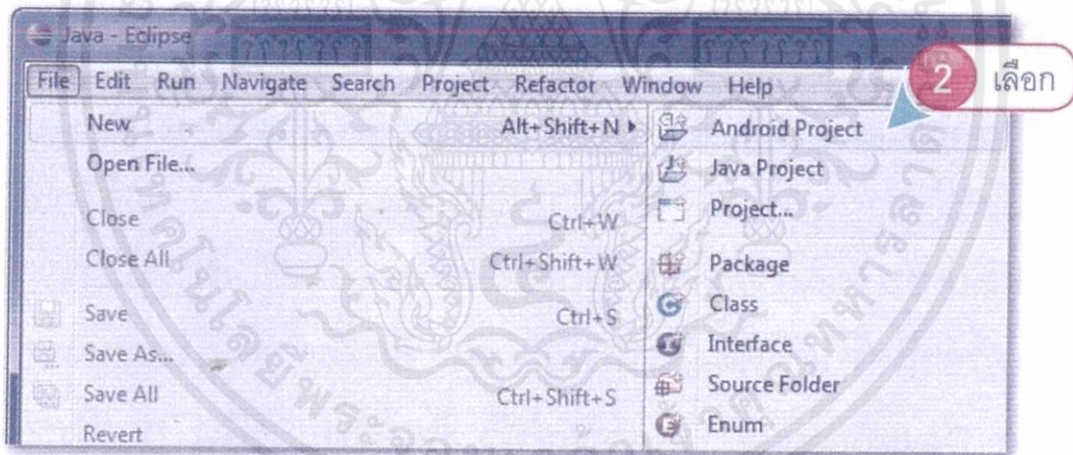 Java - Eclipse
File Edit Run Navigate Search Project Refactor Window Help
2 เลือก
New Alt+Shift+N
Open File...
Close Ctrl+W
Close All Ctrl+Shift+W
Save Ctrl+S
Save As...
Save All Ctrl+Shift+S
Revert
Android Project
Java Project
Project...
Package
Class
Interface
Source Folder
Enum